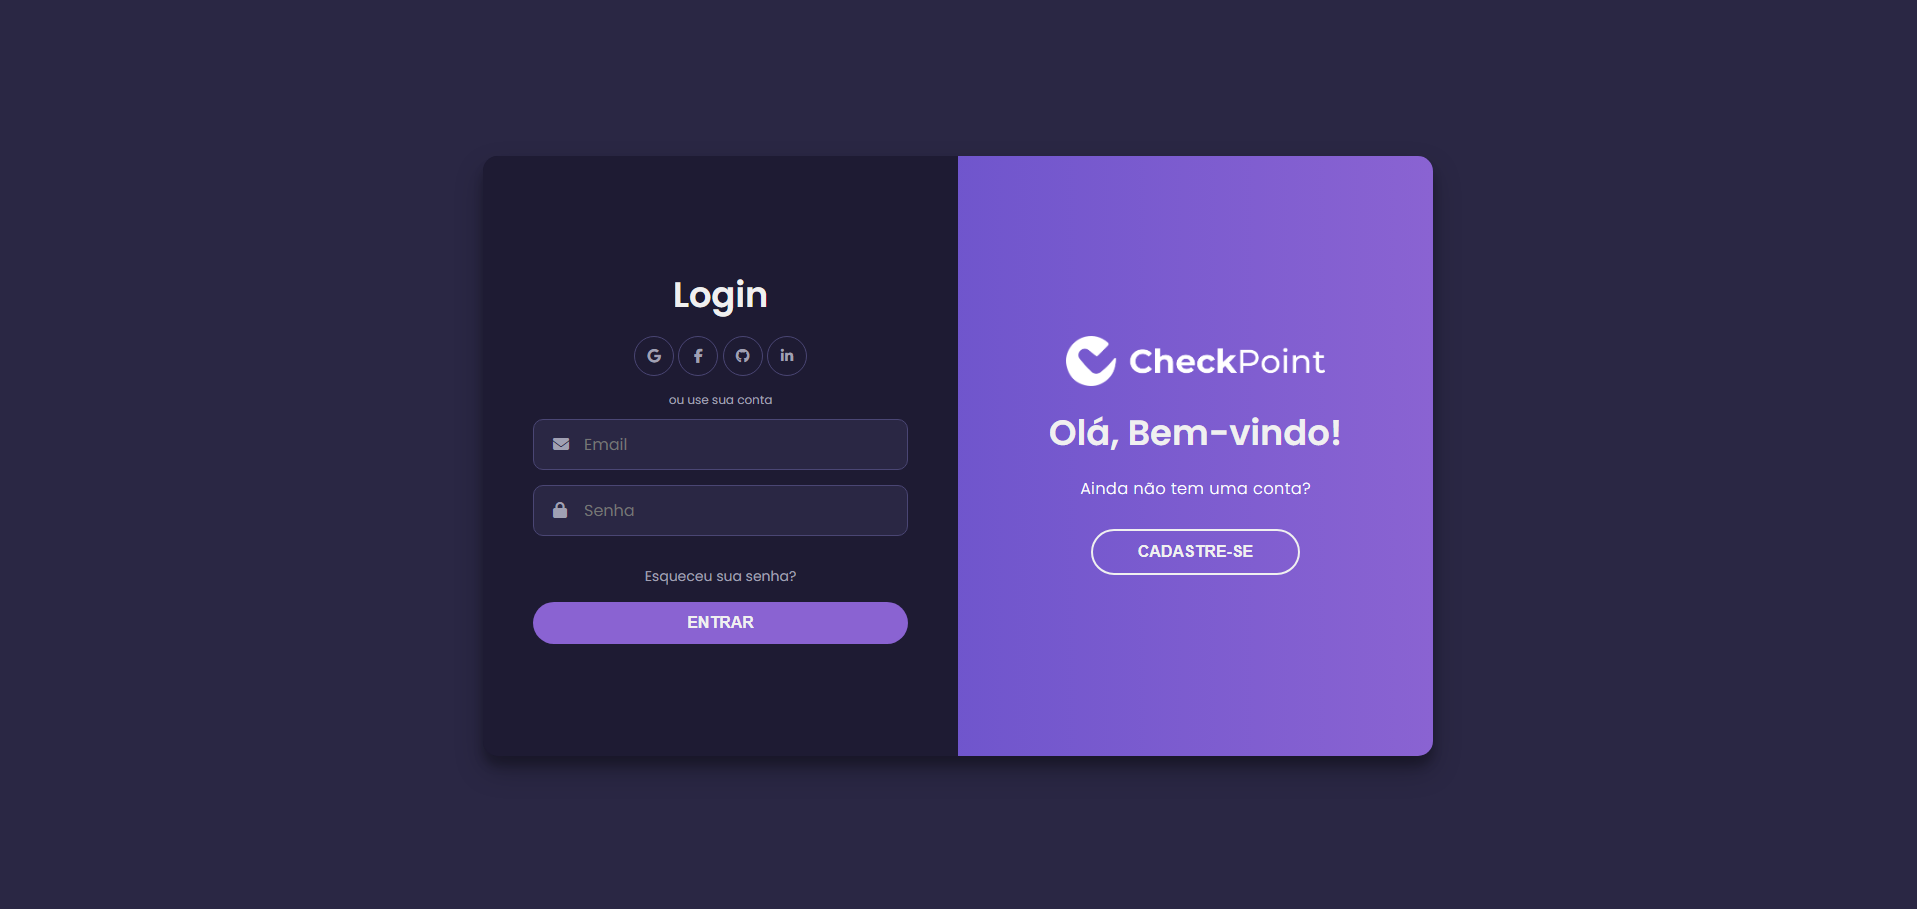 Login
ou use sua conta
Email
Senha
Esqueceu sua senha?
ENTRAR
CheckPoint
Olá, Bem-vindo!
Ainda não tem uma conta?
CADASTRE-SE